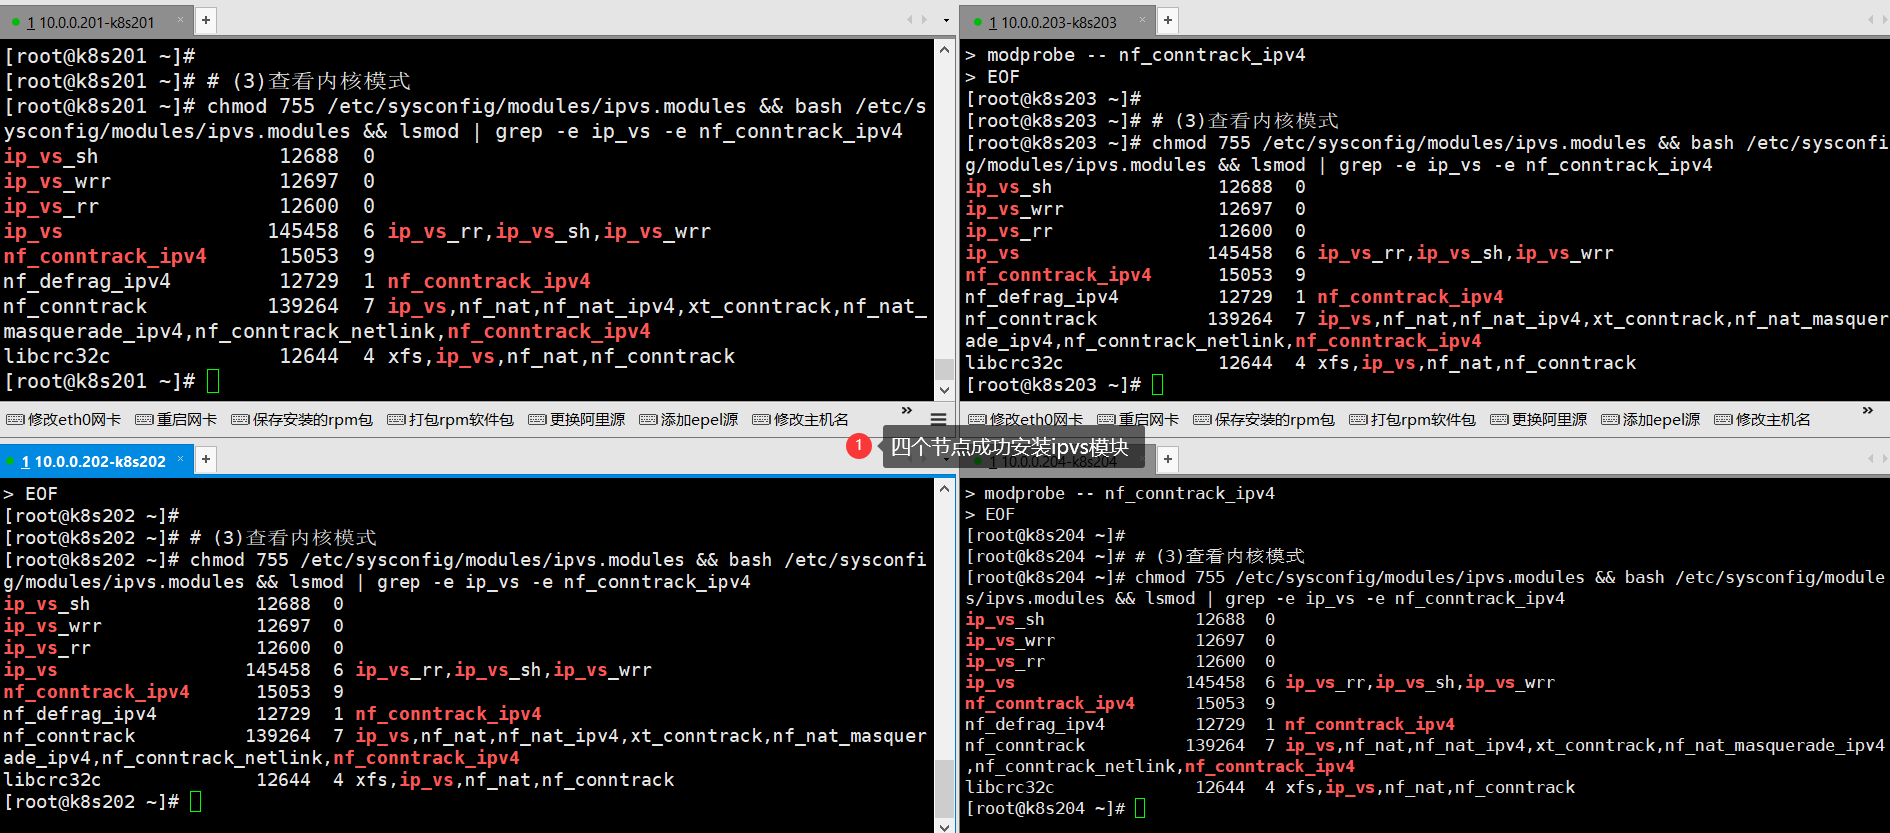 1 10.0.0.201-k8s201 × +
[root@k8s201 ~]#
[root@k8s201 ~]# # (3)查看内核模式
[root@k8s201 ~]# chmod 755 /etc/sysconfig/modules/ipvs.modules && bash /etc/s
ysconfig/modules/ipvs.modules && lsmod | grep -e ip_vs -e nf_conntrack_ipv4
ip_vs_sh 12688 0
ip_vs_wrr 12697 0
ip_vs_rr 12600 0
ip_vs 145458 6 ip_vs_rr,ip_vs_sh,ip_vs_wrr
nf_conntrack_ipv4 15053 9
nf_defrag_ipv4 12729 1 nf_conntrack_ipv4
nf_conntrack 139264 7 ip_vs,nf_nat,nf_nat_ipv4,xt_conntrack,nf_nat_
masquerade_ipv4,nf_conntrack_netlink,nf_conntrack_ipv4
libcrc32c 12644 4 xfs,ip_vs,nf_nat,nf_conntrack
[root@k8s201 ~]#
修改eth0网卡 重启网卡 保存安装的rpm包 打包rpm软件包 更换阿里源 添加epel源 修改主机名 »
1 10.0.0.203-k8s203 × +
> modprobe -- nf_conntrack_ipv4
> EOF
[root@k8s203 ~]#
[root@k8s203 ~]# # (3)查看内核模式
[root@k8s203 ~]# chmod 755 /etc/sysconfig/modules/ipvs.modules && bash /etc/sysconfi
g/modules/ipvs.modules && lsmod | grep -e ip_vs -e nf_conntrack_ipv4
ip_vs_sh 12688 0
ip_vs_wrr 12697 0
ip_vs_rr 12600 0
ip_vs 145458 6 ip_vs_rr,ip_vs_sh,ip_vs_wrr
nf_conntrack_ipv4 15053 9
nf_defrag_ipv4 12729 1 nf_conntrack_ipv4
nf_conntrack 139264 7 ip_vs,nf_nat,nf_nat_ipv4,xt_conntrack,nf_nat_masquer
ade_ipv4,nf_conntrack_netlink,nf_conntrack_ipv4
libcrc32c 12644 4 xfs,ip_vs,nf_nat,nf_conntrack
[root@k8s203 ~]#
修改eth0网卡 重启网卡 保存安装的rpm包 打包rpm软件包 更换阿里源 添加epel源 修改主机名 »
1 四个节点成功安装ipvs模块
1 10.0.0.202-k8s202 × +
> EOF
[root@k8s202 ~]#
[root@k8s202 ~]# # (3)查看内核模式
[root@k8s202 ~]# chmod 755 /etc/sysconfig/modules/ipvs.modules && bash /etc/sysconfi
g/modules/ipvs.modules && lsmod | grep -e ip_vs -e nf_conntrack_ipv4
ip_vs_sh 12688 0
ip_vs_wrr 12697 0
ip_vs_rr 12600 0
ip_vs 145458 6 ip_vs_rr,ip_vs_sh,ip_vs_wrr
nf_conntrack_ipv4 15053 9
nf_defrag_ipv4 12729 1 nf_conntrack_ipv4
nf_conntrack 139264 7 ip_vs,nf_nat,nf_nat_ipv4,xt_conntrack,nf_nat_masquer
ade_ipv4,nf_conntrack_netlink,nf_conntrack_ipv4
libcrc32c 12644 4 xfs,ip_vs,nf_nat,nf_conntrack
[root@k8s202 ~]#
1 10.0.0.204-k8s204 +
> modprobe -- nf_conntrack_ipv4
> EOF
[root@k8s204 ~]#
[root@k8s204 ~]# # (3)查看内核模式
[root@k8s204 ~]# chmod 755 /etc/sysconfig/modules/ipvs.modules && bash /etc/sysconfig/module
s/ipvs.modules && lsmod | grep -e ip_vs -e nf_conntrack_ipv4
ip_vs_sh 12688 0
ip_vs_wrr 12697 0
ip_vs_rr 12600 0
ip_vs 145458 6 ip_vs_rr,ip_vs_sh,ip_vs_wrr
nf_conntrack_ipv4 15053 9
nf_defrag_ipv4 12729 1 nf_conntrack_ipv4
nf_conntrack 139264 7 ip_vs,nf_nat,nf_nat_ipv4,xt_conntrack,nf_nat_masquerade_ipv4
,nf_conntrack_netlink,nf_conntrack_ipv4
libcrc32c 12644 4 xfs,ip_vs,nf_nat,nf_conntrack
[root@k8s204 ~]#